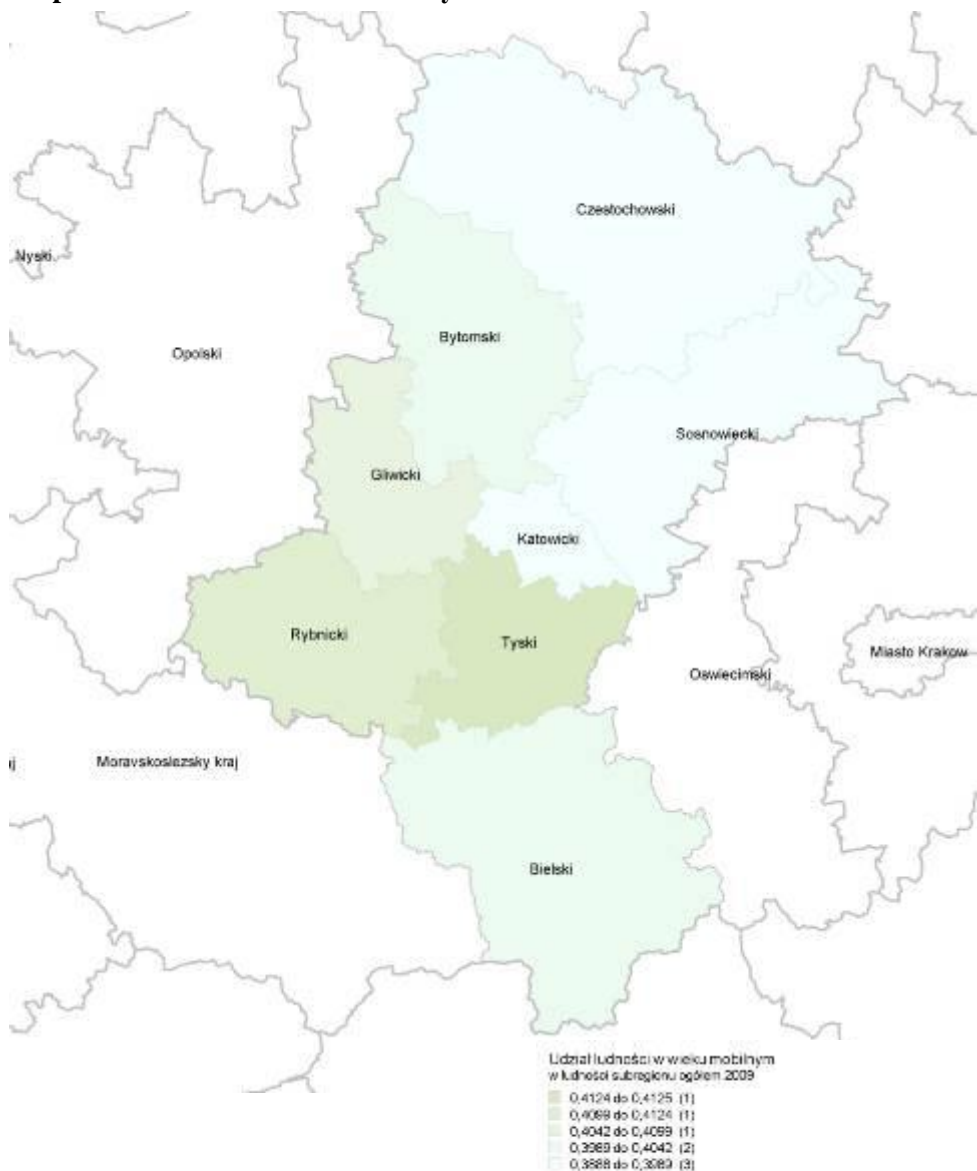 Czestochowski
Nyski
Bytomski
Opolski
Sosnowiecki
Gliwicki
Katowicki
Rybnicki
Tyski
Miasto Krakow
Oswiecimski
Moravskoslezsky kraj
Bielski
Udział ludności w wieku mobilnym
w ludności subregionu ogółem 2009
0,4124 do 0,4125 (1)
0,4099 do 0,4124 (1)
0,4042 do 0,4099 (1)
0,3989 do 0,4042 (2)
0,3888 do 0,3989 (3)